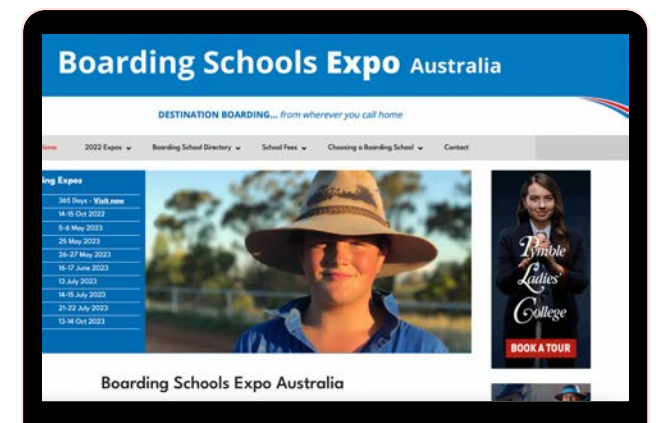 Boarding Schools Expo Australia
DESTINATION BOARDING... from wherever you call home
Home 2022 Expos Boarding School Directory School Fees Choosing a Boarding School Contact
ing Expos
365 Days - Visit now
14-15 Oct 2022
5-6 May 2023
25 May 2023
26-27 May 2023
16-17 June 2023
13 July 2023
14-15 July 2023
21-22 July 2023
13-14 Oct 2023
Pymble
Ladies'
College
BOOK A TOUR
Boarding Schools Expo Australia